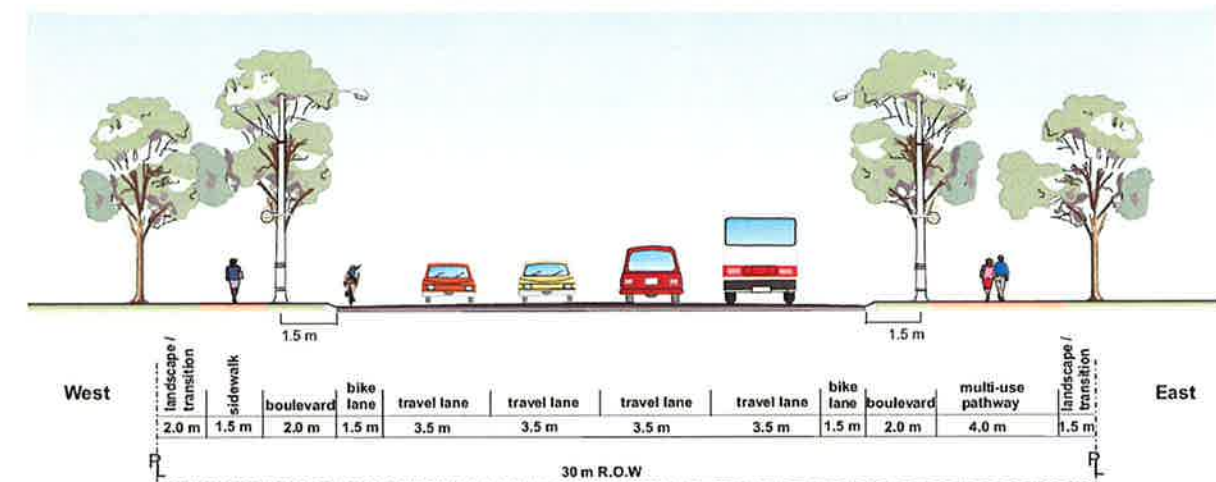 1.5 m
1.5 m
West
landscape / transition
sidewalk
boulevard
bike lane
travel lane
travel lane
travel lane
travel lane
bike lane
boulevard
multi-use pathway
landscape / transition
East
2.0 m
1.5 m
2.0 m
1.5 m
3.5 m
3.5 m
3.5 m
3.5 m
1.5 m
2.0 m
4.0 m
1.5 m
PL
PL
30 m R.O.W